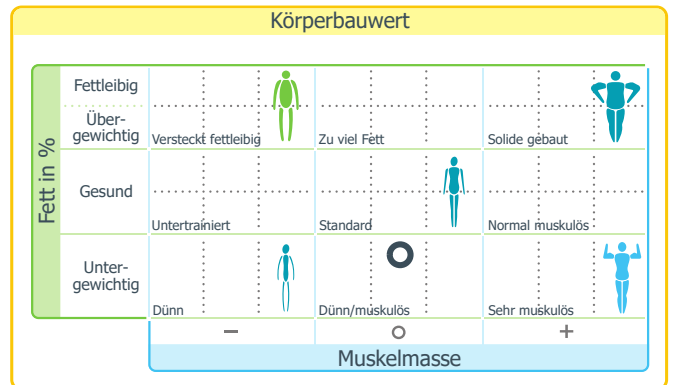 Körperbauwert
Fettleibig
Über-
gewichtig
Versteckt fettleibig
Zu viel Fett
Solide gebaut
Fett in %
Gesund
Untertrainiert
Standard
Normal muskulös
Unter-
gewichtig
Dünn
Dünn/muskulös
Sehr muskulös
− ○ +
Muskelmasse